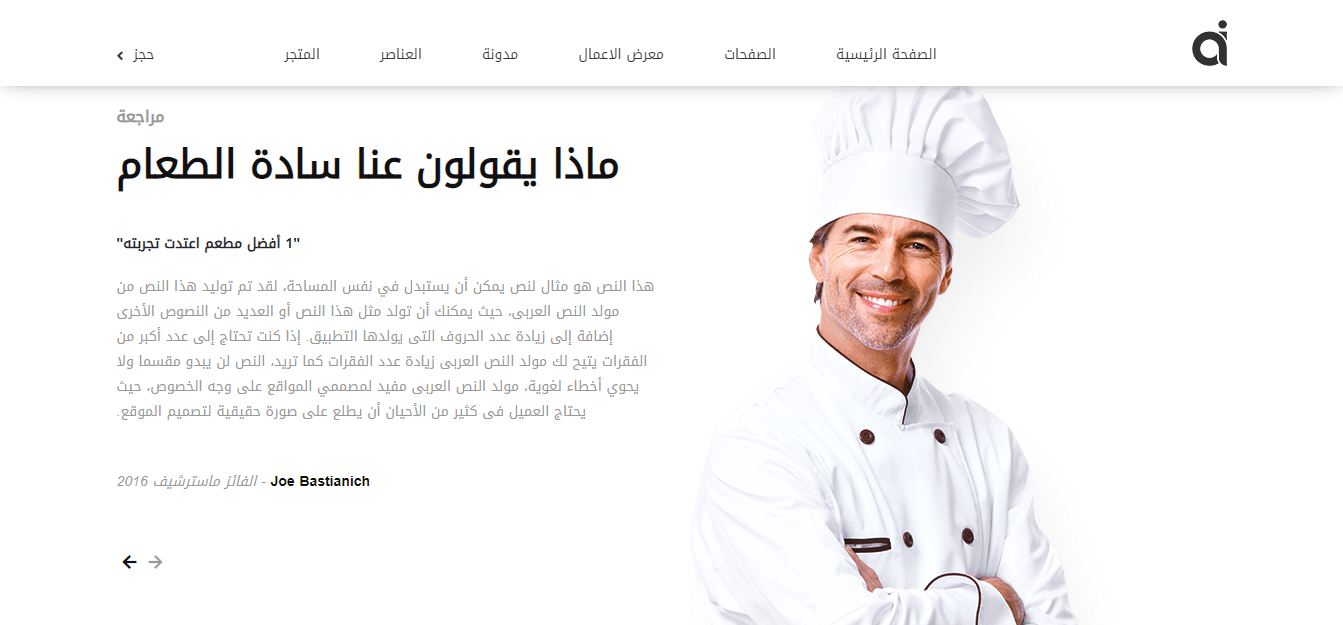 الصفحة الرئيسية
الصفحات
معرض الاعمال
مدونة
العناصر
المتجر
حجز
مراجعة
ماذا يقولون عنا سادة الطعام
"1 أفضل مطعم اعتدت تجربته"
هذا النص هو مثال لنص يمكن أن يستبدل في نفس المساحة، لقد تم توليد هذا النص من
مولد النص العربى، حيث يمكنك أن تولد مثل هذا النص أو العديد من النصوص الأخرى
إضافة إلى زيادة عدد الحروف التى يولدها التطبيق. إذا كنت تحتاج إلى عدد أكبر من
الفقرات يتيح لك مولد النص العربى زيادة عدد الفقرات كما تريد، النص لن يبدو مقسما ولا
يحوي أخطاء لغوية، مولد النص العربى مفيد لمصممي المواقع على وجه الخصوص، حيث
يحتاج العميل فى كثير من الأحيان أن يطلع على صورة حقيقية لتصميم الموقع.
Joe Bastianich - الفائز ماسترشيف 2016